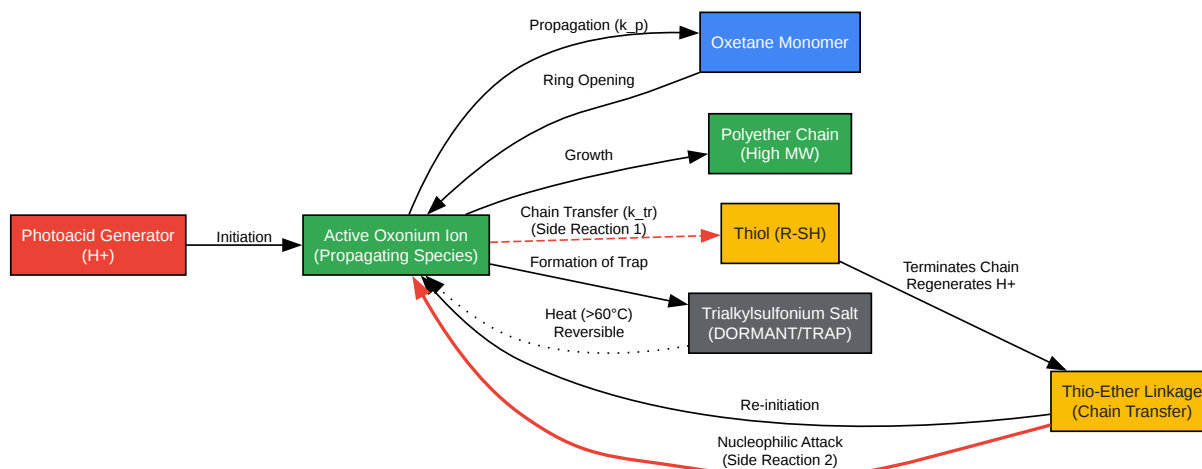 Propagation (k_p)
Oxetane Monomer
Ring Opening
Polyether Chain
(High MW)
Growth
Chain Transfer (k_tr)
(Side Reaction 1)
Thiol (R-SH)
Photoacid Generator
(H+)
Initiation
Active Oxonium Ion
(Propagating Species)
Formation of Trap
Terminates Chain
Regenerates H+
Heat (>60°C)
Reversible
Trialkylsulfonium Salt
(DORMANT/TRAP)
Thio-Ether Linkage
(Chain Transfer)
Re-initiation
Nucleophilic Attack
(Side Reaction 2)